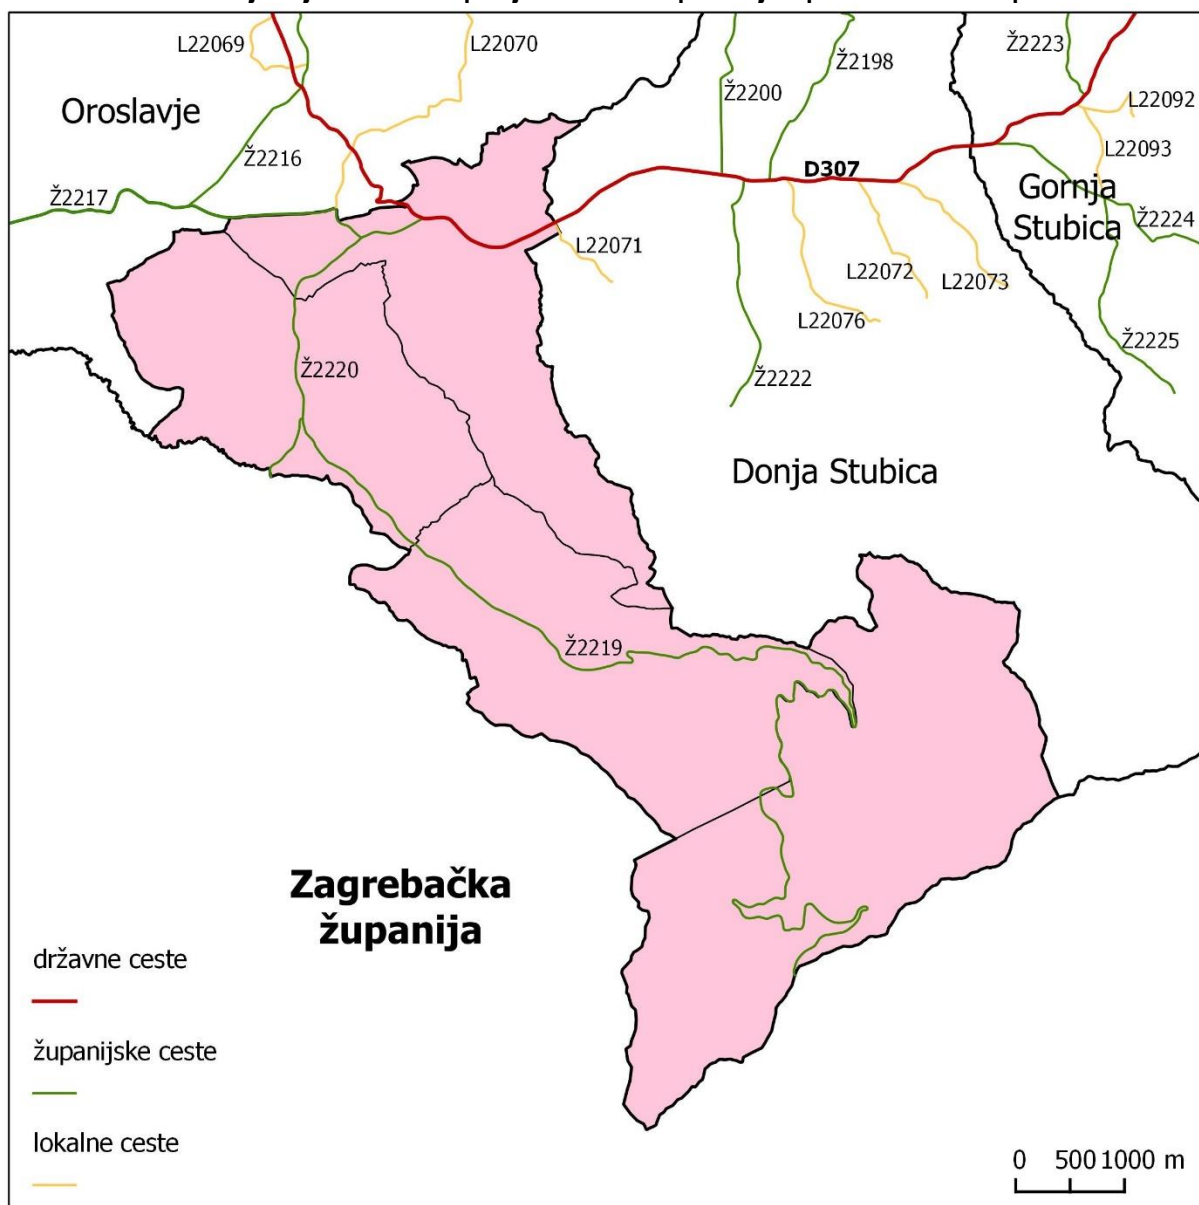 L22069
L22070
Ž2198
Ž2223
Ž2200
L22092
Oroslavje
Ž2216
L22093
D307
Ž2217
Gornja
Stubica
Ž2224
L22071
L22072
L22073
L22076
Ž2225
Ž2220
Ž2222
Donja Stubica
Ž2219
Zagrebačka
županija
državne ceste
županijske ceste
lokalne ceste
0 500 1000 m